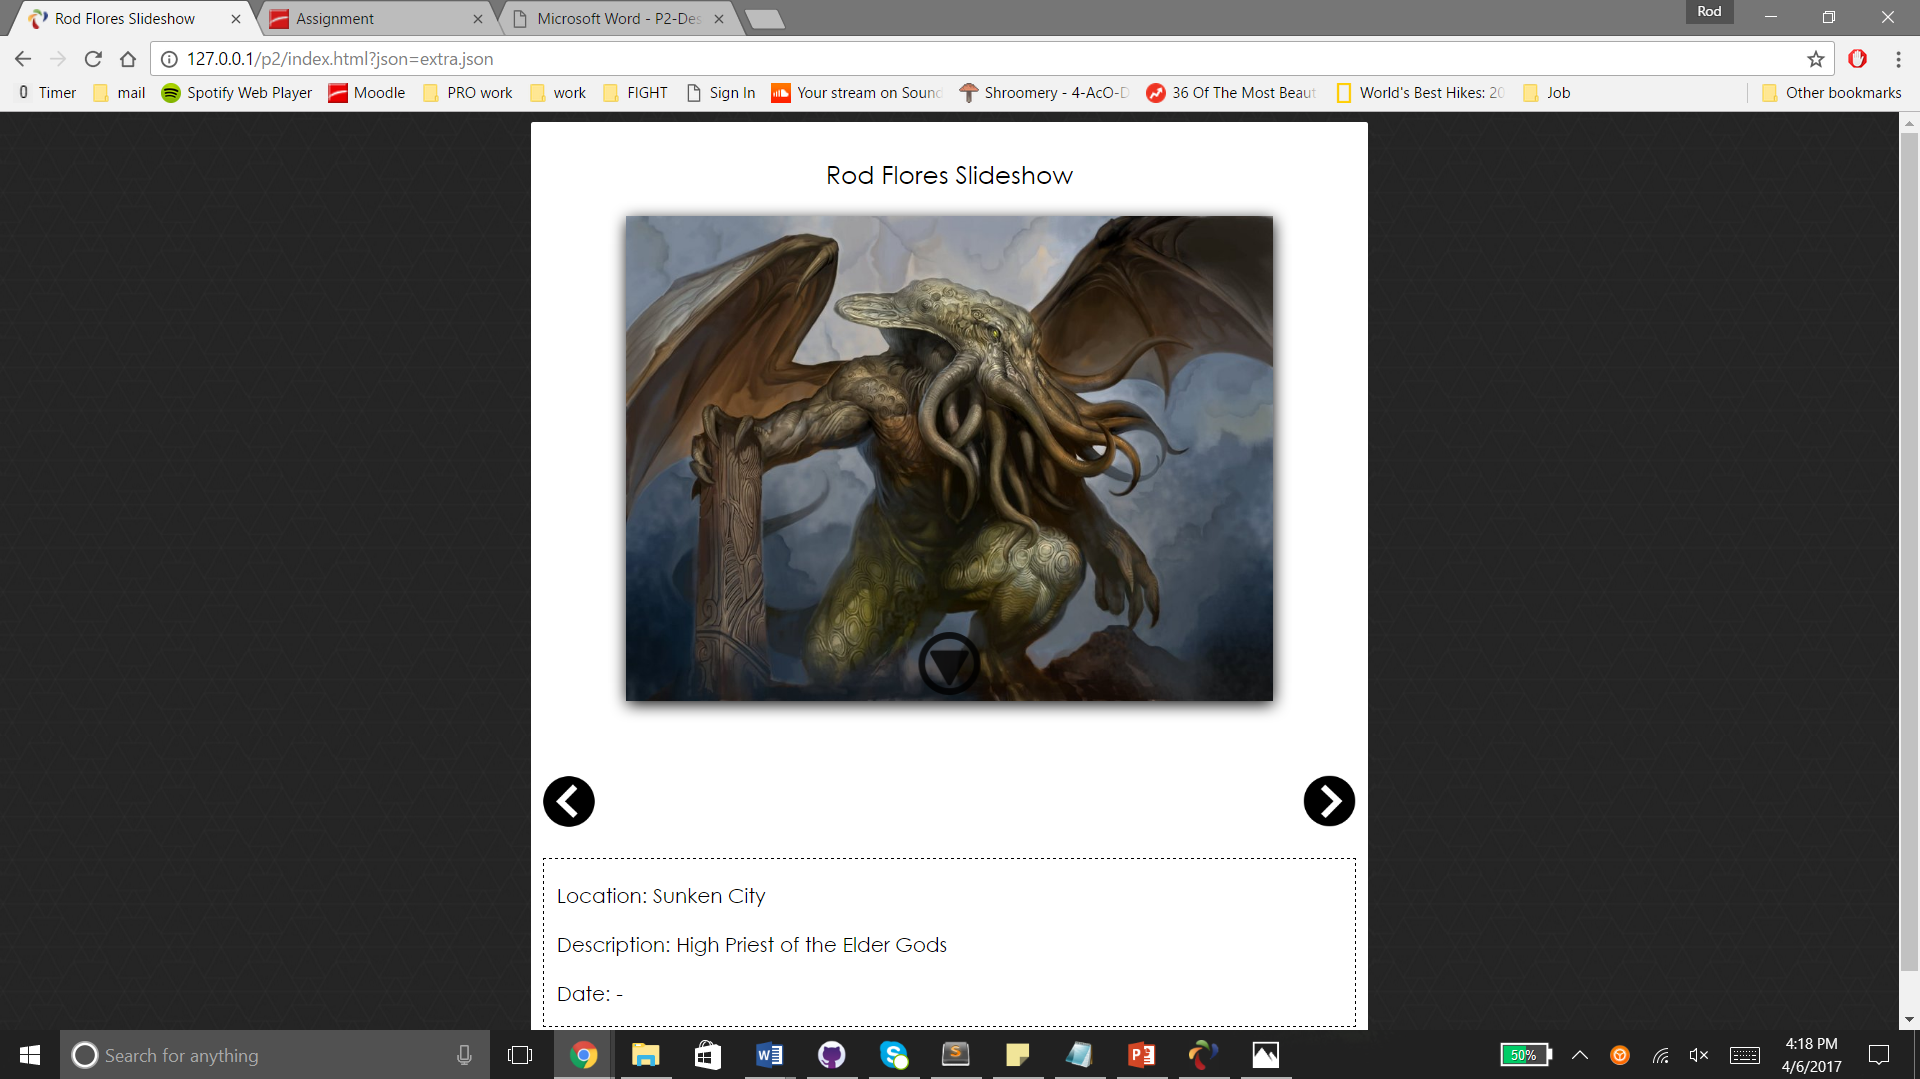 Rod Flores Slideshow
Assignment
Microsoft Word - P2-Des
Rod
127.0.0.1/p2/index.html?json=extra.json
0 Timer
mail
Spotify Web Player
Moodle
PRO work
work
FIGHT
Sign In
Your stream on Soun
Shroomery - 4-AcO-D
36 Of The Most Beaut
World's Best Hikes: 20
Job
Other bookmarks
Rod Flores Slideshow
Location: Sunken City
Description: High Priest of the Elder Gods
Date: -
Search for anything
50%
4:18 PM
4/6/2017